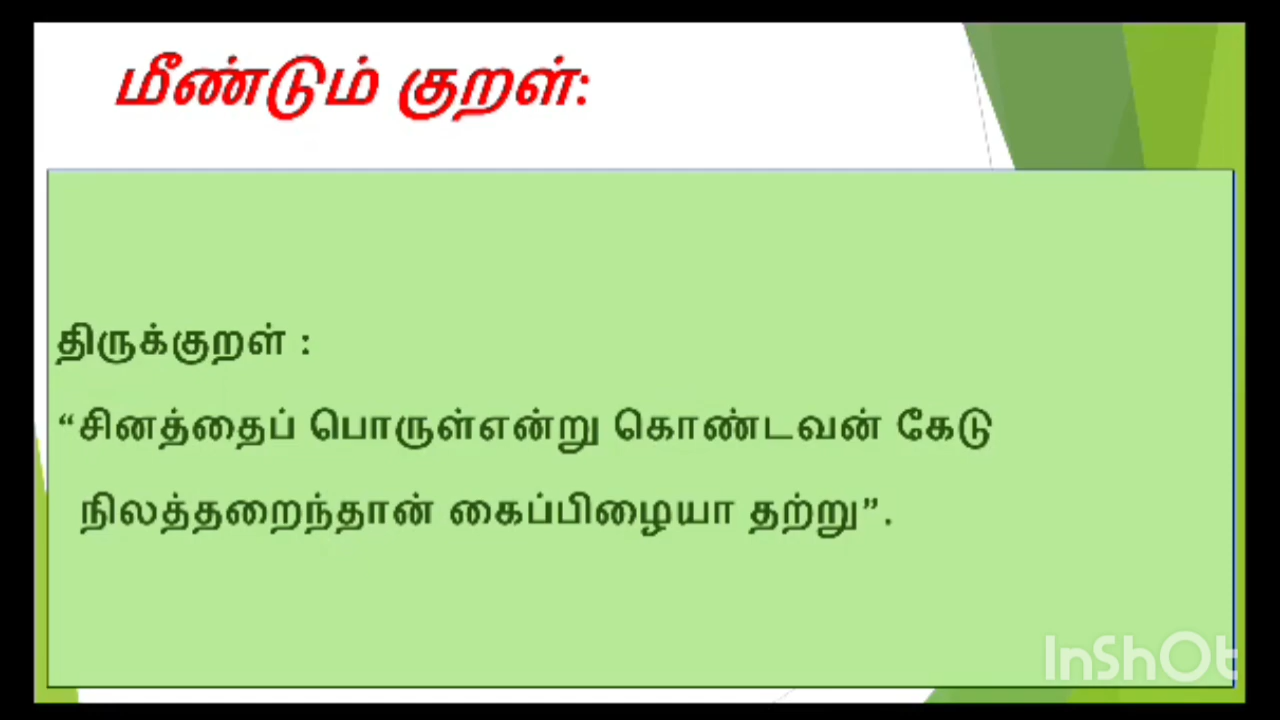 மீண்டும் குறள்:
திருக்குறள் :
“சினத்தைப் பொருள்என்று கொண்டவன் கேடு
நிலத்தறைந்தான் கைப்பிழையா தற்று”.
InShOt